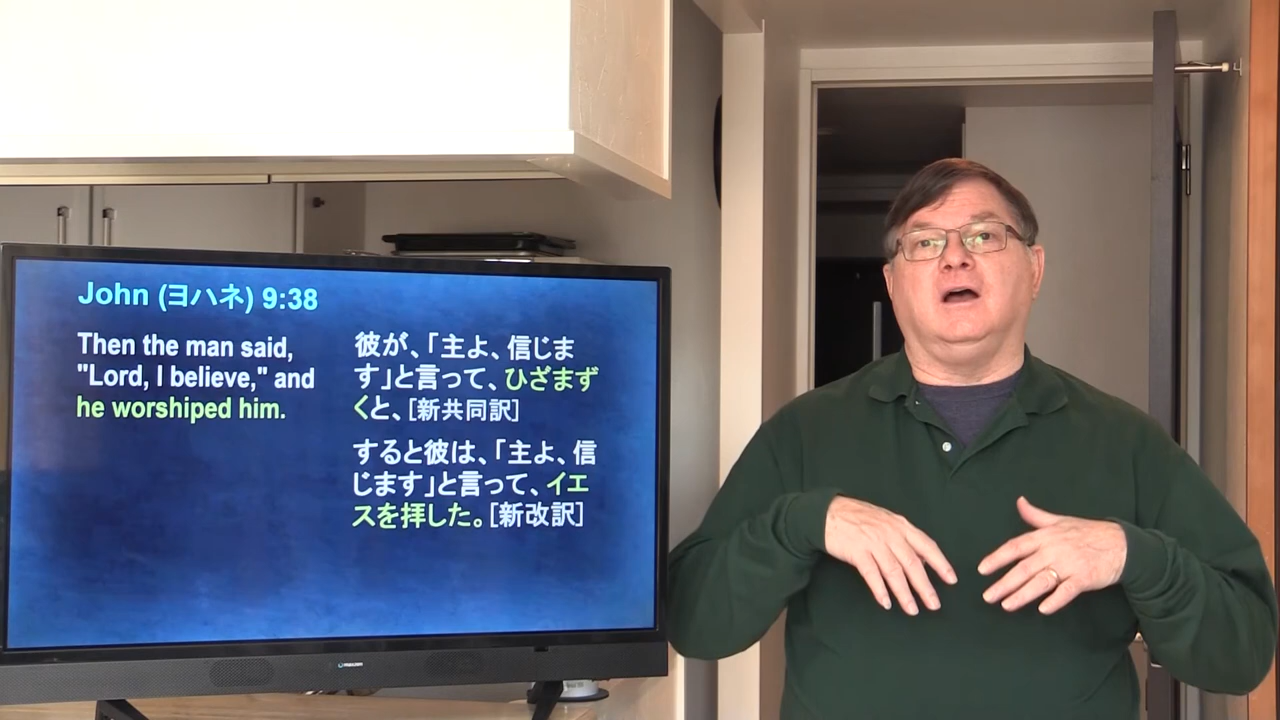 John (ヨハネ) 9:38
Then the man said,
"Lord, I believe," and
he worshiped him.
彼が、「主よ、信じま
す」と言って、ひざまず
くと、[新共同訳]
すると彼は、「主よ、信
じます」と言って、イエ
スを拝した。[新改訳]